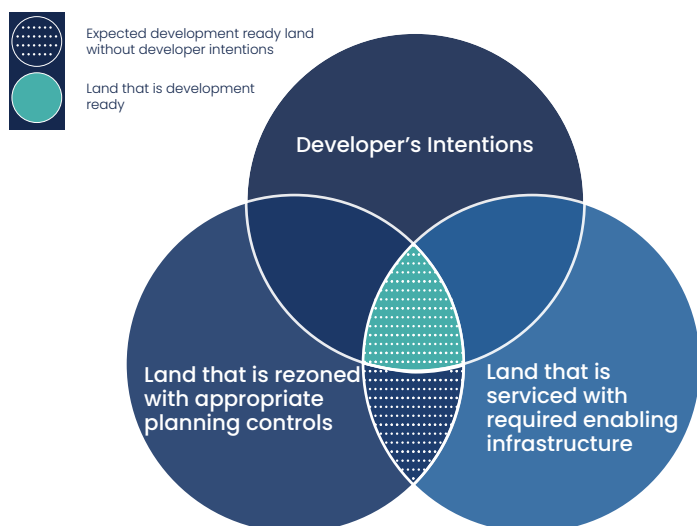 Expected development ready land
without developer intentions
Land that is development
ready
Developer’s Intentions
Land that is rezoned
with appropriate
planning controls
Land that is
serviced with
required enabling
infrastructure